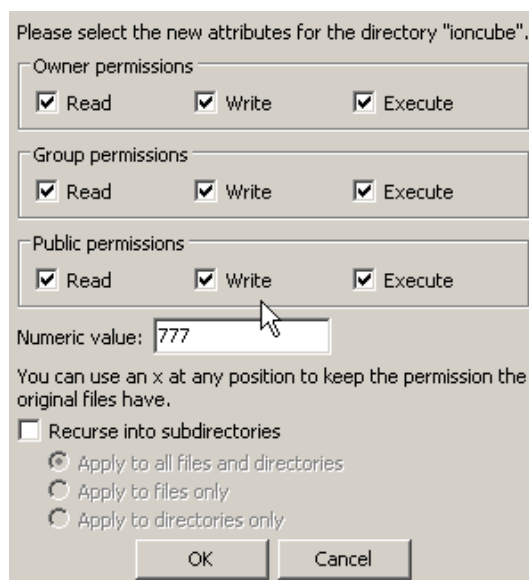 Please select the new attributes for the directory "ioncube".
Owner permissions
Read Write Execute
Group permissions
Read Write Execute
Public permissions
Read Write Execute
Numeric value: 777
You can use an x at any position to keep the permission the
original files have.
Recurse into subdirectories
Apply to all files and directories
Apply to files only
Apply to directories only
OK Cancel